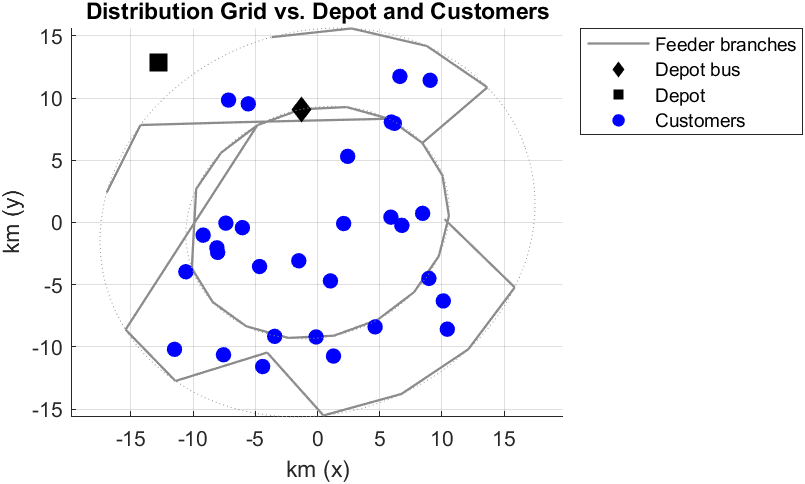 Distribution Grid vs. Depot and Customers
15
10
5
0
-5
-10
-15
km (y)
-15 -10 -5 0 5 10 15
km (x)
Feeder branches
Depot bus
Depot
Customers